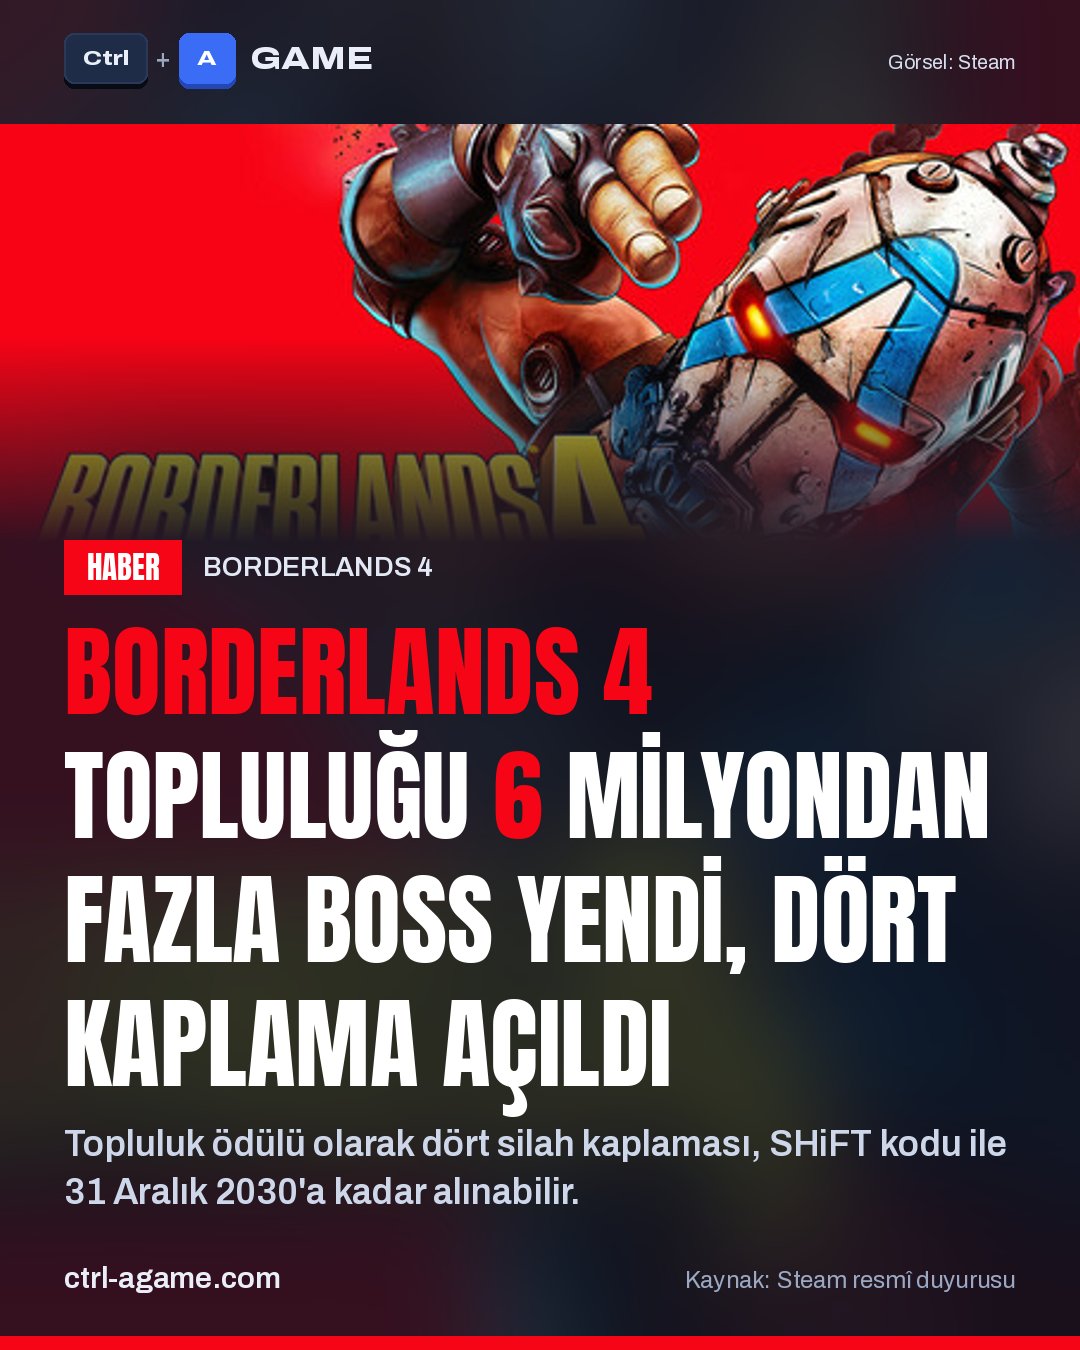 Ctrl + A GAME
Görsel: Steam
BORDERLANDS 4
HABER
BORDERLANDS 4
BORDERLANDS 4
TOPLULUĞU 6 MİLYONDAN
FAZLA BOSS YENDİ, DÖRT
KAPLAMA AÇILDI
Topluluk ödülü olarak dört silah kaplaması, SHiFT kodu ile
31 Aralık 2030'a kadar alınabilir.
ctrl-agame.com
Kaynak: Steam resmî duyurusu